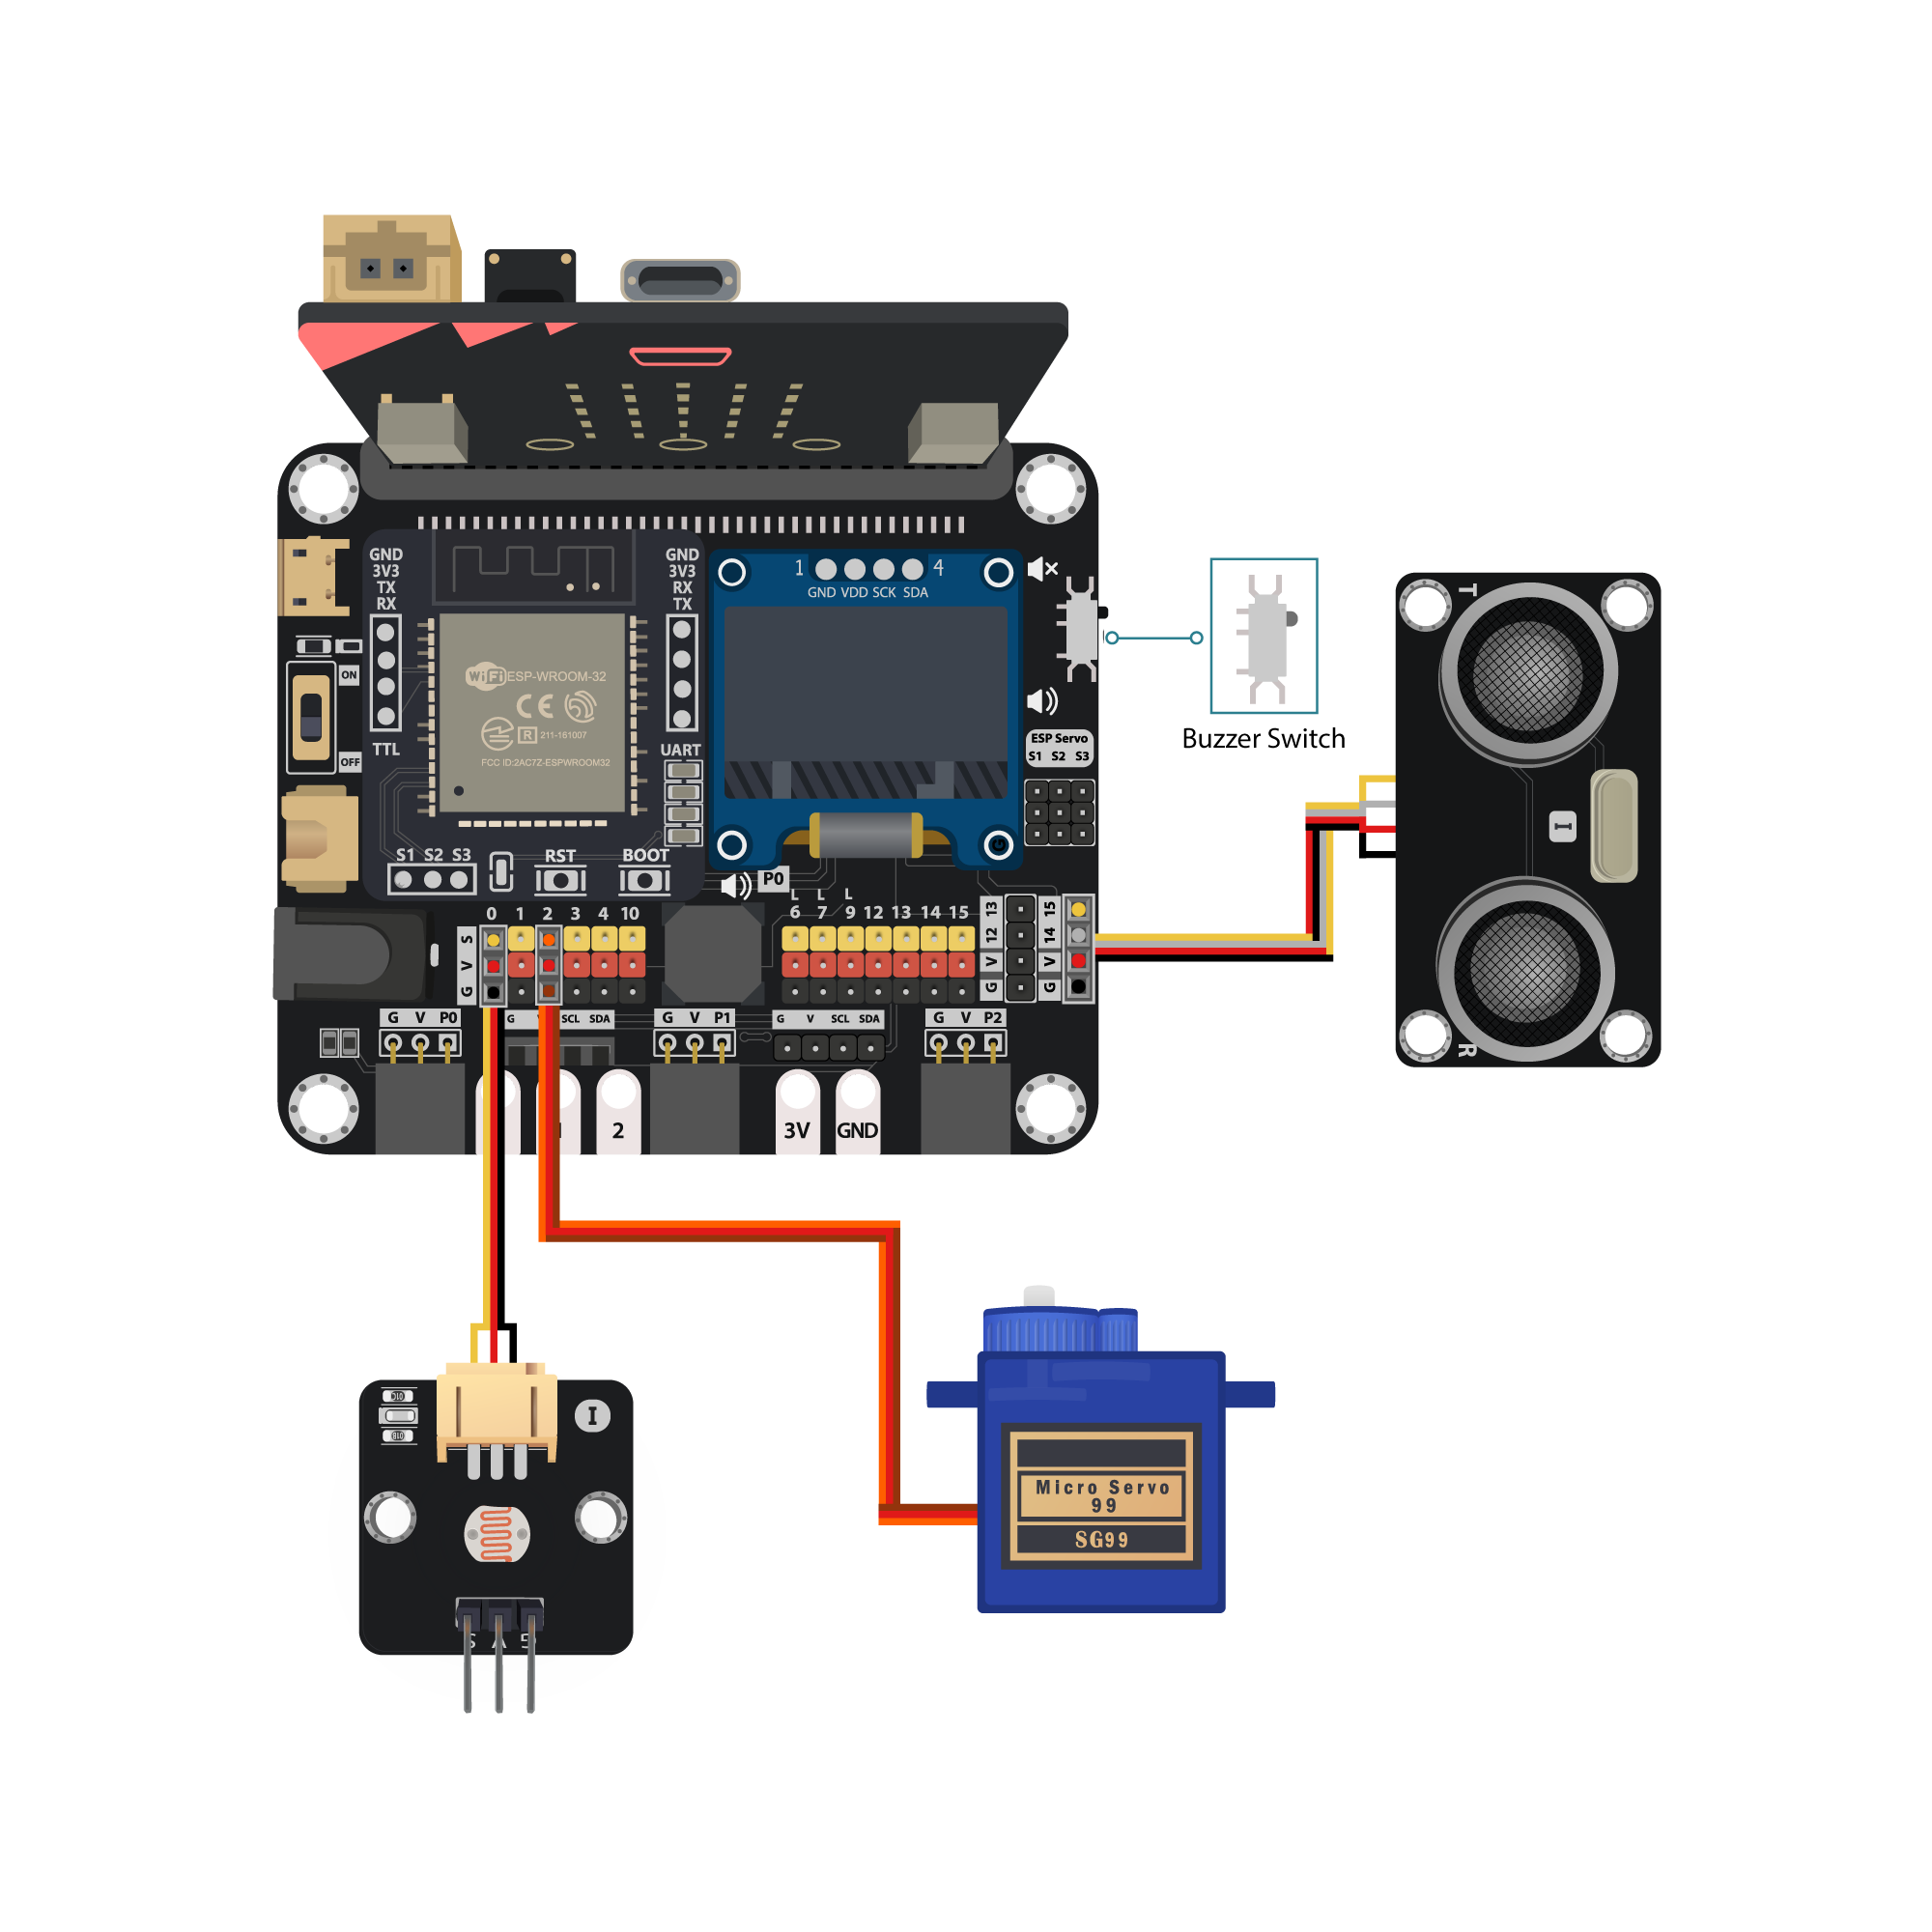 GND
3V3
TX
RX
TTL
GND
3V3
RX
TX
UART
ON
OFF
WiFi ESP-WROOM-32
CE
R 211-161007
FCC ID:2AC7Z-ESPWROOM32
S1 S2 S3
RST
BOOT
1 4
GND VDD SCK SDA
ESP Servo
S1 S2 S3
Buzzer Switch
P0
L L L
0 1 2 3 4 10
6 7 9 12 13 14 15
S
V
G
13
12
V
G
15
14
V
G
G V P0
G SCL SDA
G V P1
G V SCL SDA
G V P2
2
3V
GND
T
I
R
I
Micro Servo
99
SG99